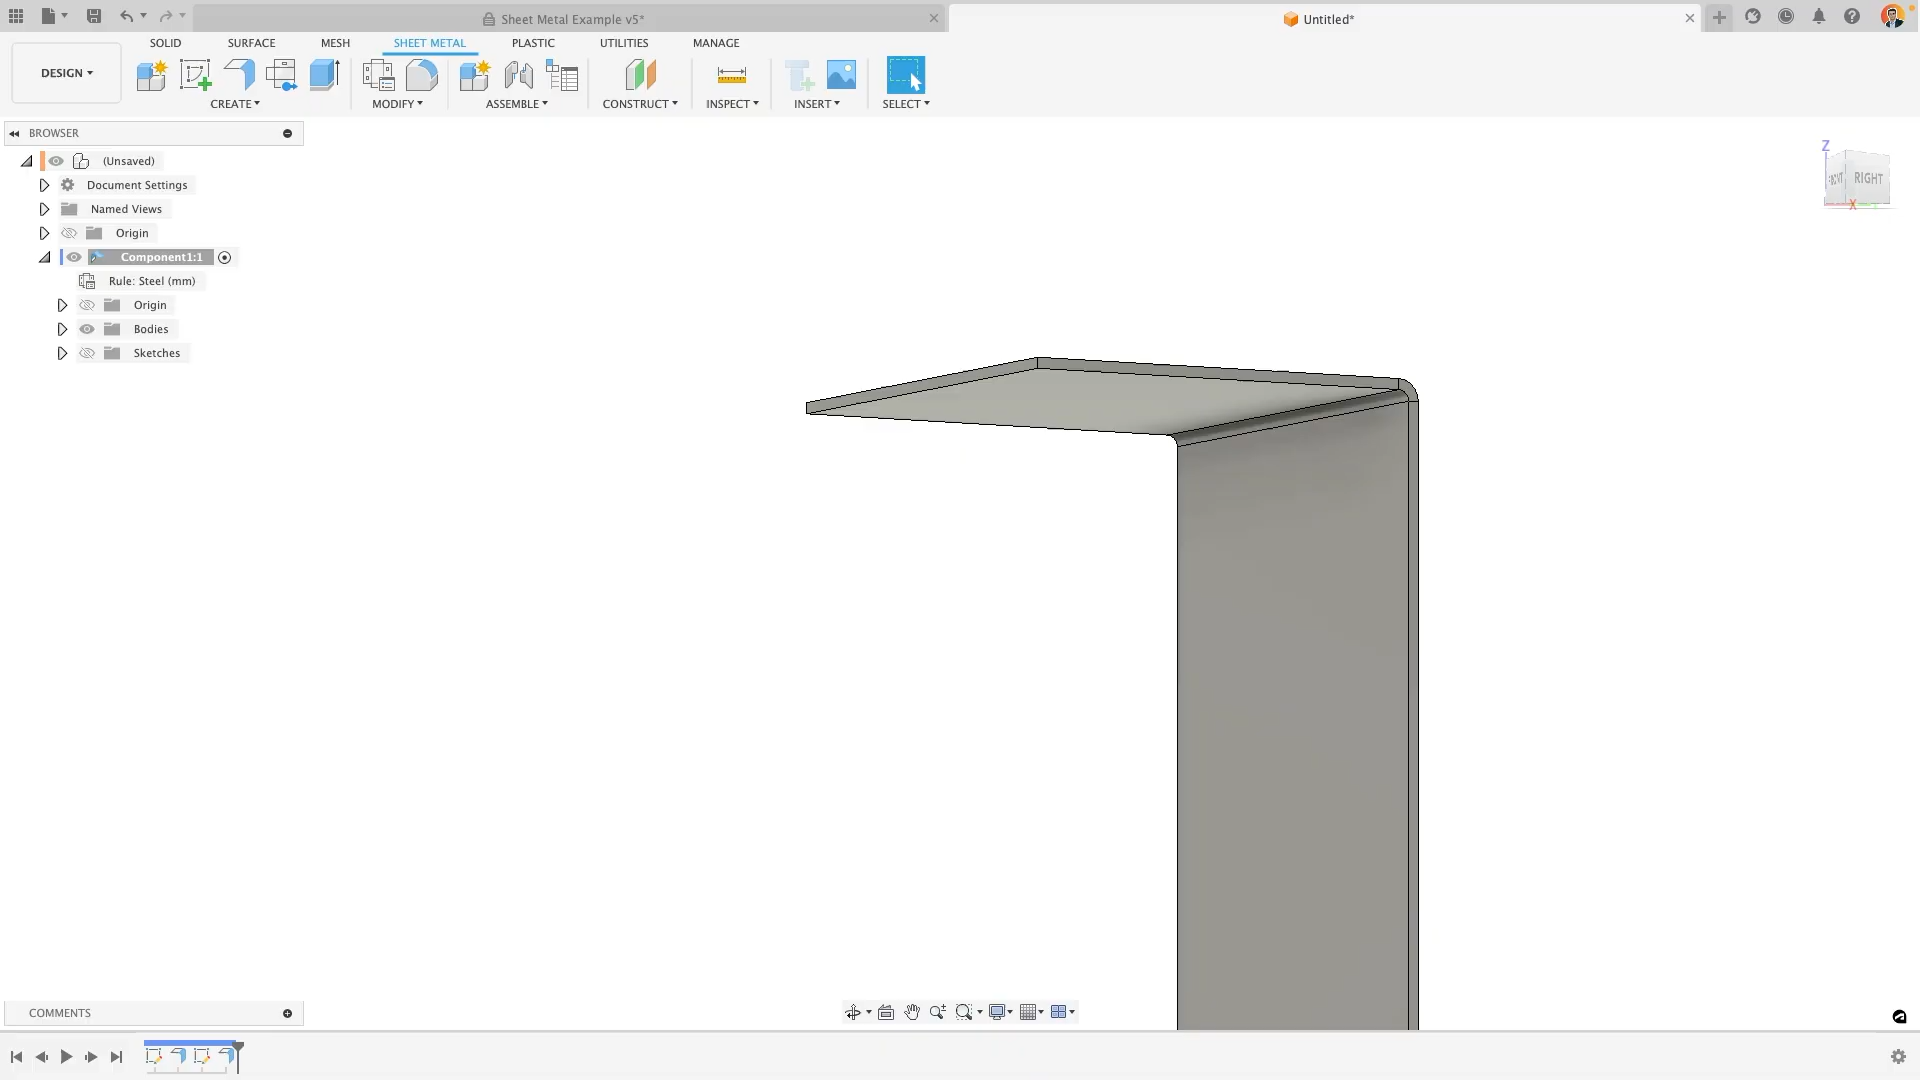 Sheet Metal Example v5*
Untitled*
SOLID SURFACE MESH SHEET METAL PLASTIC UTILITIES MANAGE
DESIGN
CREATE MODIFY ASSEMBLE CONSTRUCT INSPECT INSERT SELECT
BROWSER
(Unsaved)
Document Settings
Named Views
Origin
Component1:1
Rule: Steel (mm)
Origin
Bodies
Sketches
Z
FRONT
RIGHT
X
COMMENTS